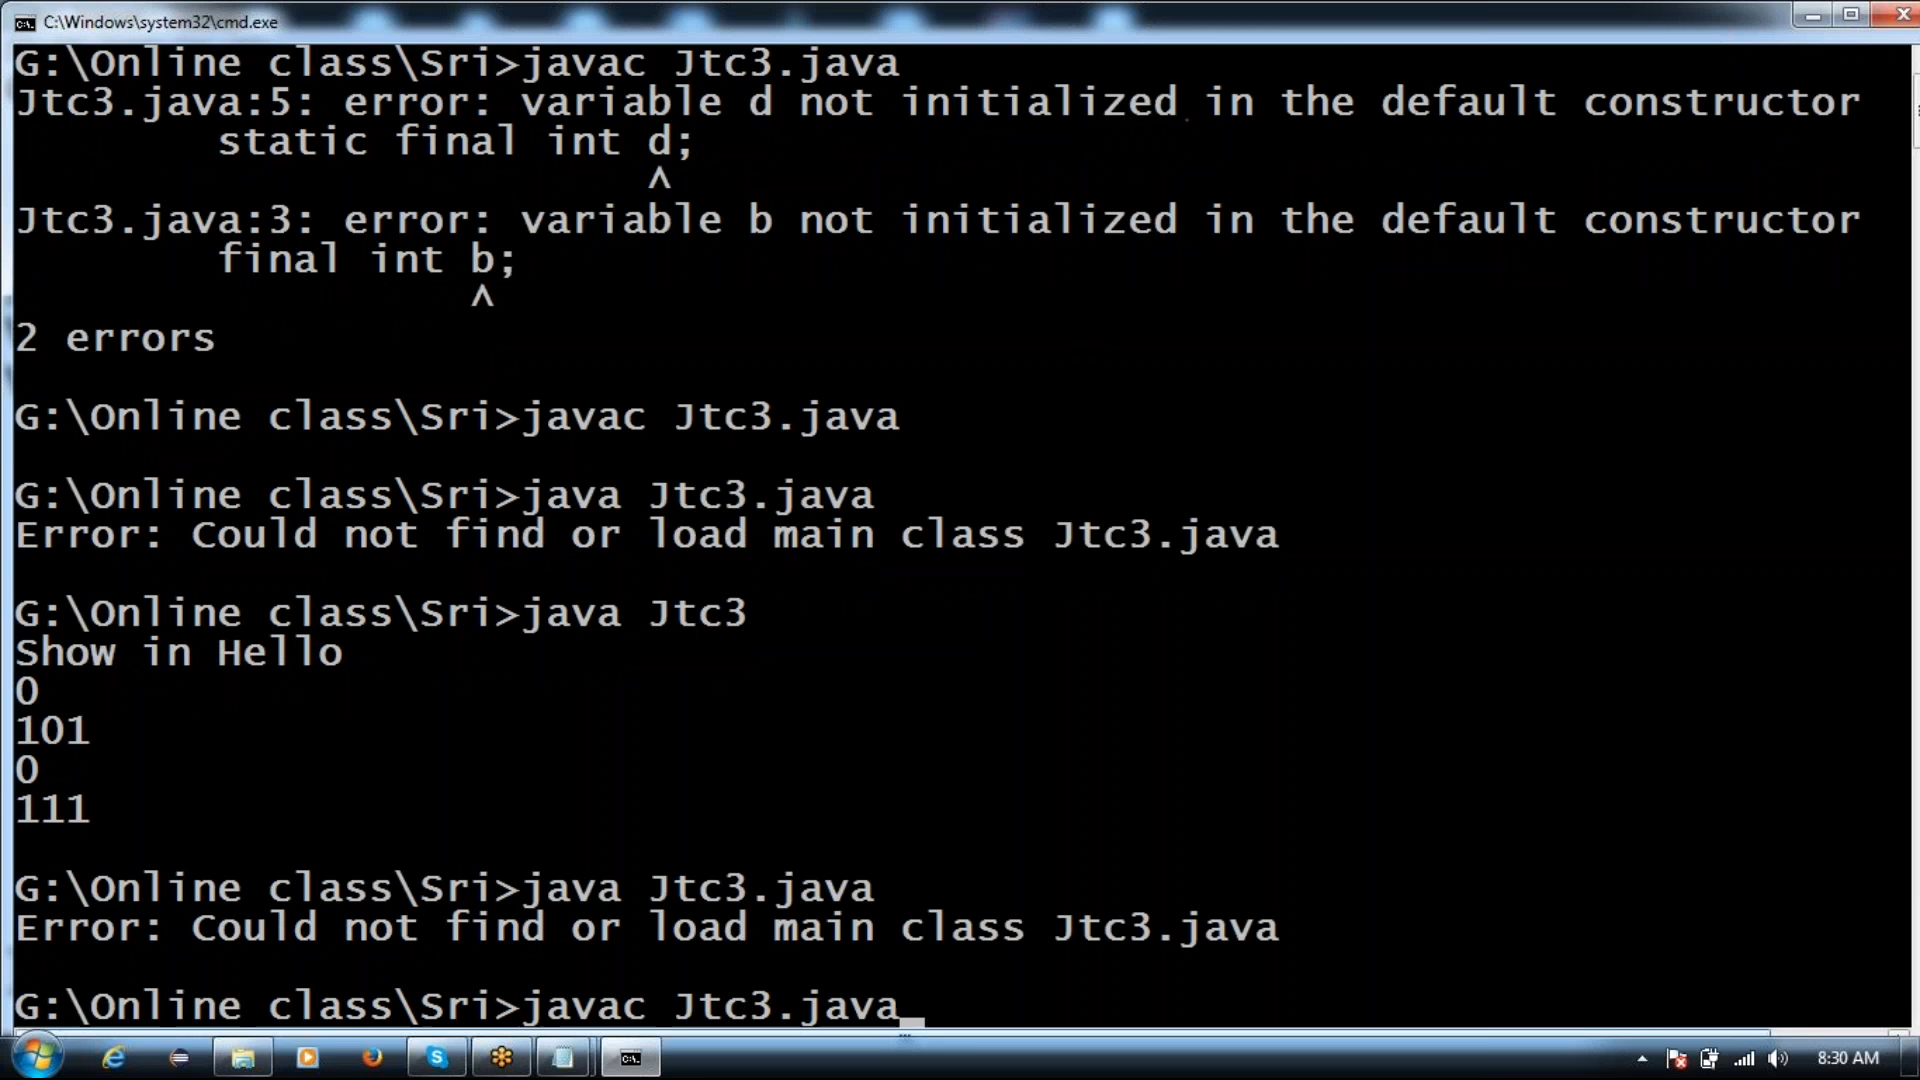 C:\Windows\system32\cmd.exe
G:\Online class\Sri>javac Jtc3.java
Jtc3.java:5: error: variable d not initialized in the default constructor
static final int d;
^
Jtc3.java:3: error: variable b not initialized in the default constructor
final int b;
^
2 errors
G:\Online class\Sri>javac Jtc3.java
G:\Online class\Sri>java Jtc3.java
Error: Could not find or load main class Jtc3.java
G:\Online class\Sri>java Jtc3
Show in Hello
0
101
0
111
G:\Online class\Sri>java Jtc3.java
Error: Could not find or load main class Jtc3.java
G:\Online class\Sri>javac Jtc3.java
8:30 AM